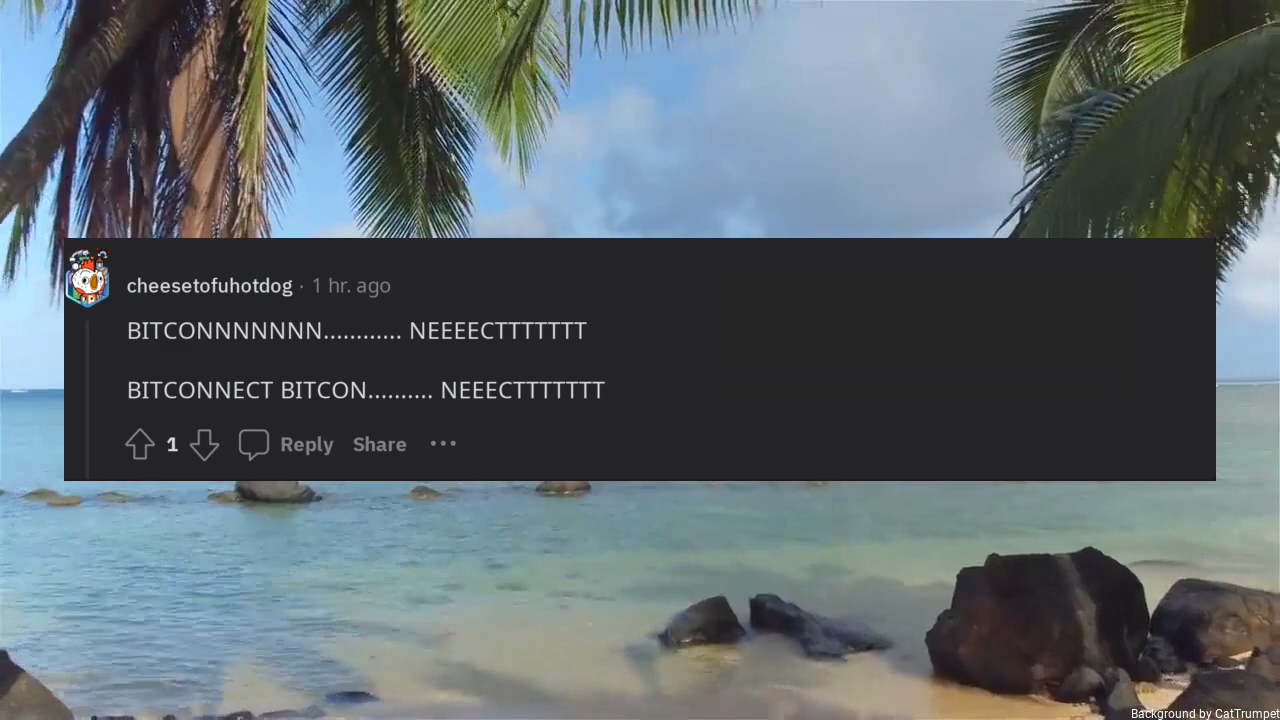 cheesetofuhotdog · 1 hr. ago
BITCONNNNNNN............ NEEEECTTTTTTT
BITCONNECT BITCON.......... NEEECTTTTTTT
1 Reply Share ···
Background by CatTrumpet